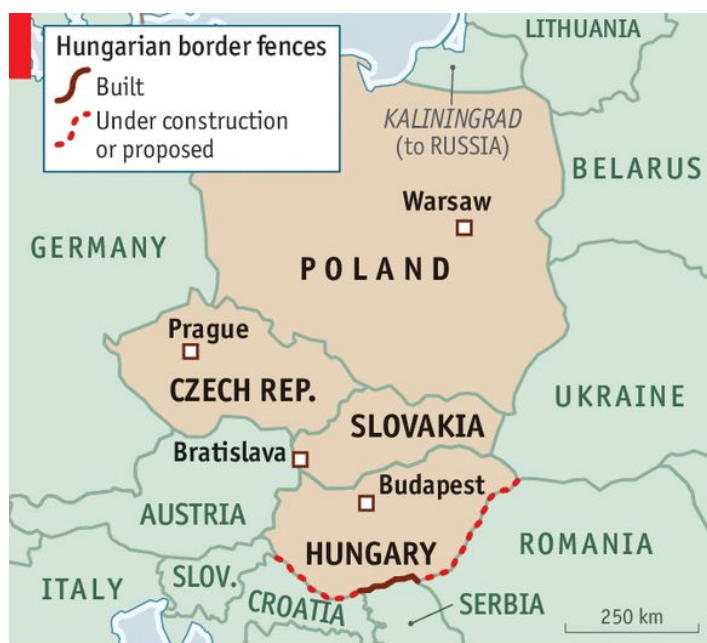 Hungarian border fences
Built
Under construction
or proposed
LITHUANIA
KALININGRAD
(to RUSSIA)
BELARUS
Warsaw
GERMANY
POLAND
Prague
CZECH REP.
UKRAINE
SLOVAKIA
Bratislava
Budapest
AUSTRIA
HUNGARY
ROMANIA
ITALY
SLOV.
CROATIA
SERBIA
250 km